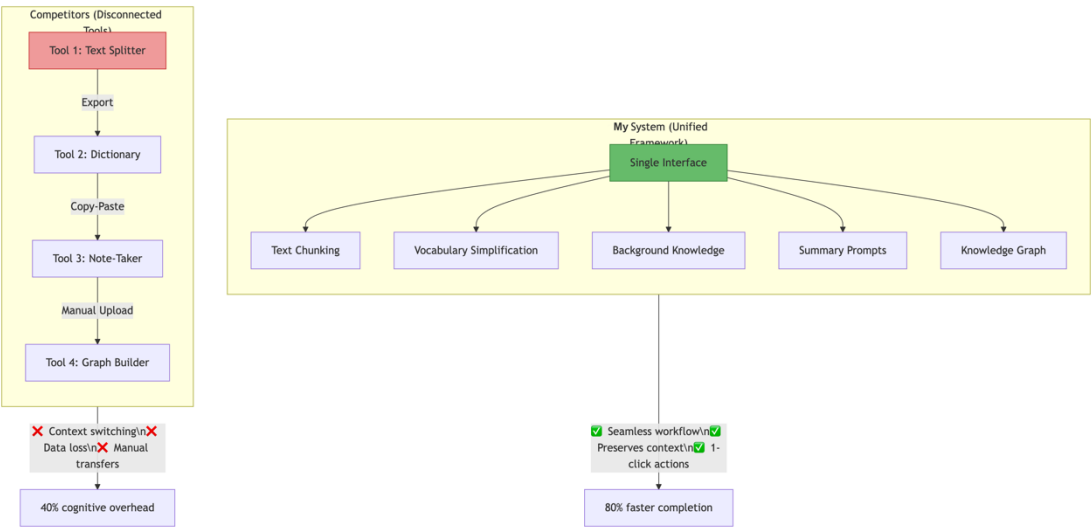 Competitors (Disconnected
Tools)
Tool 1: Text Splitter
Export
Tool 2: Dictionary
Copy-Paste
Tool 3: Note-Taker
Manual Upload
Tool 4: Graph Builder
❌ Context switching\n❌
Data loss\n❌ Manual
transfers
40% cognitive overhead
My System (Unified
Framework)
Single Interface
Text Chunking
Vocabulary Simplification
Background Knowledge
Summary Prompts
Knowledge Graph
✅ Seamless workflow\n✅
Preserves context\n✅ 1-
click actions
80% faster completion